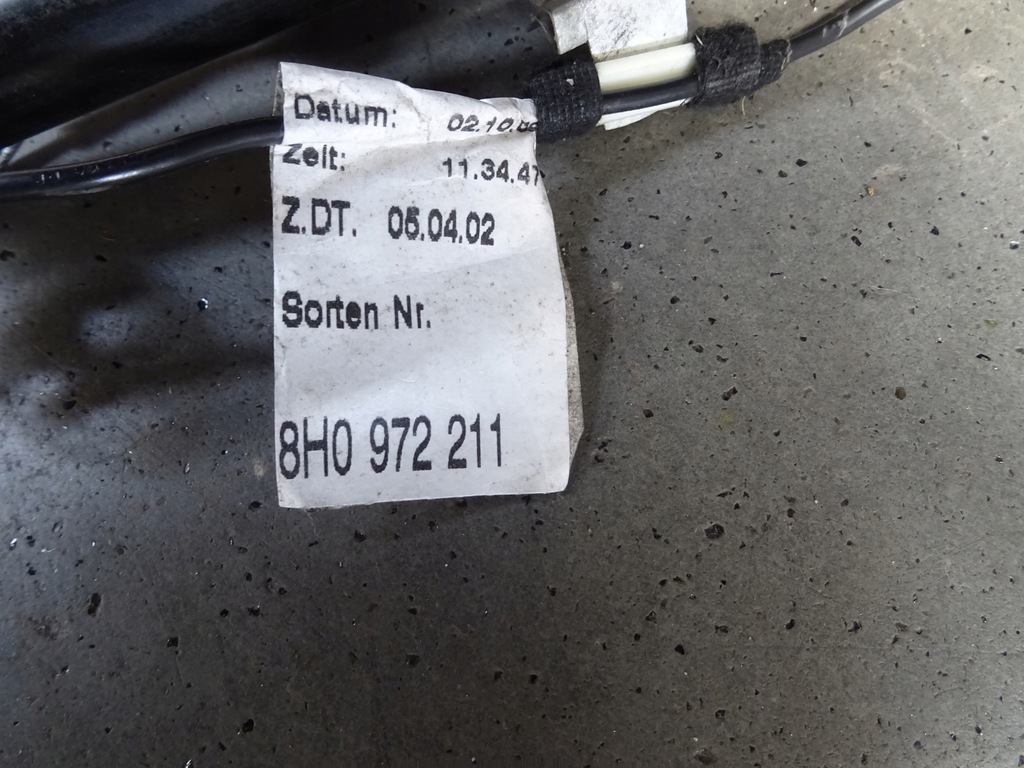 Datum: 02.10.
Zeit: 11.34.47
Z.DT. 05.04.02
Sorten Nr.
8H0 972 211